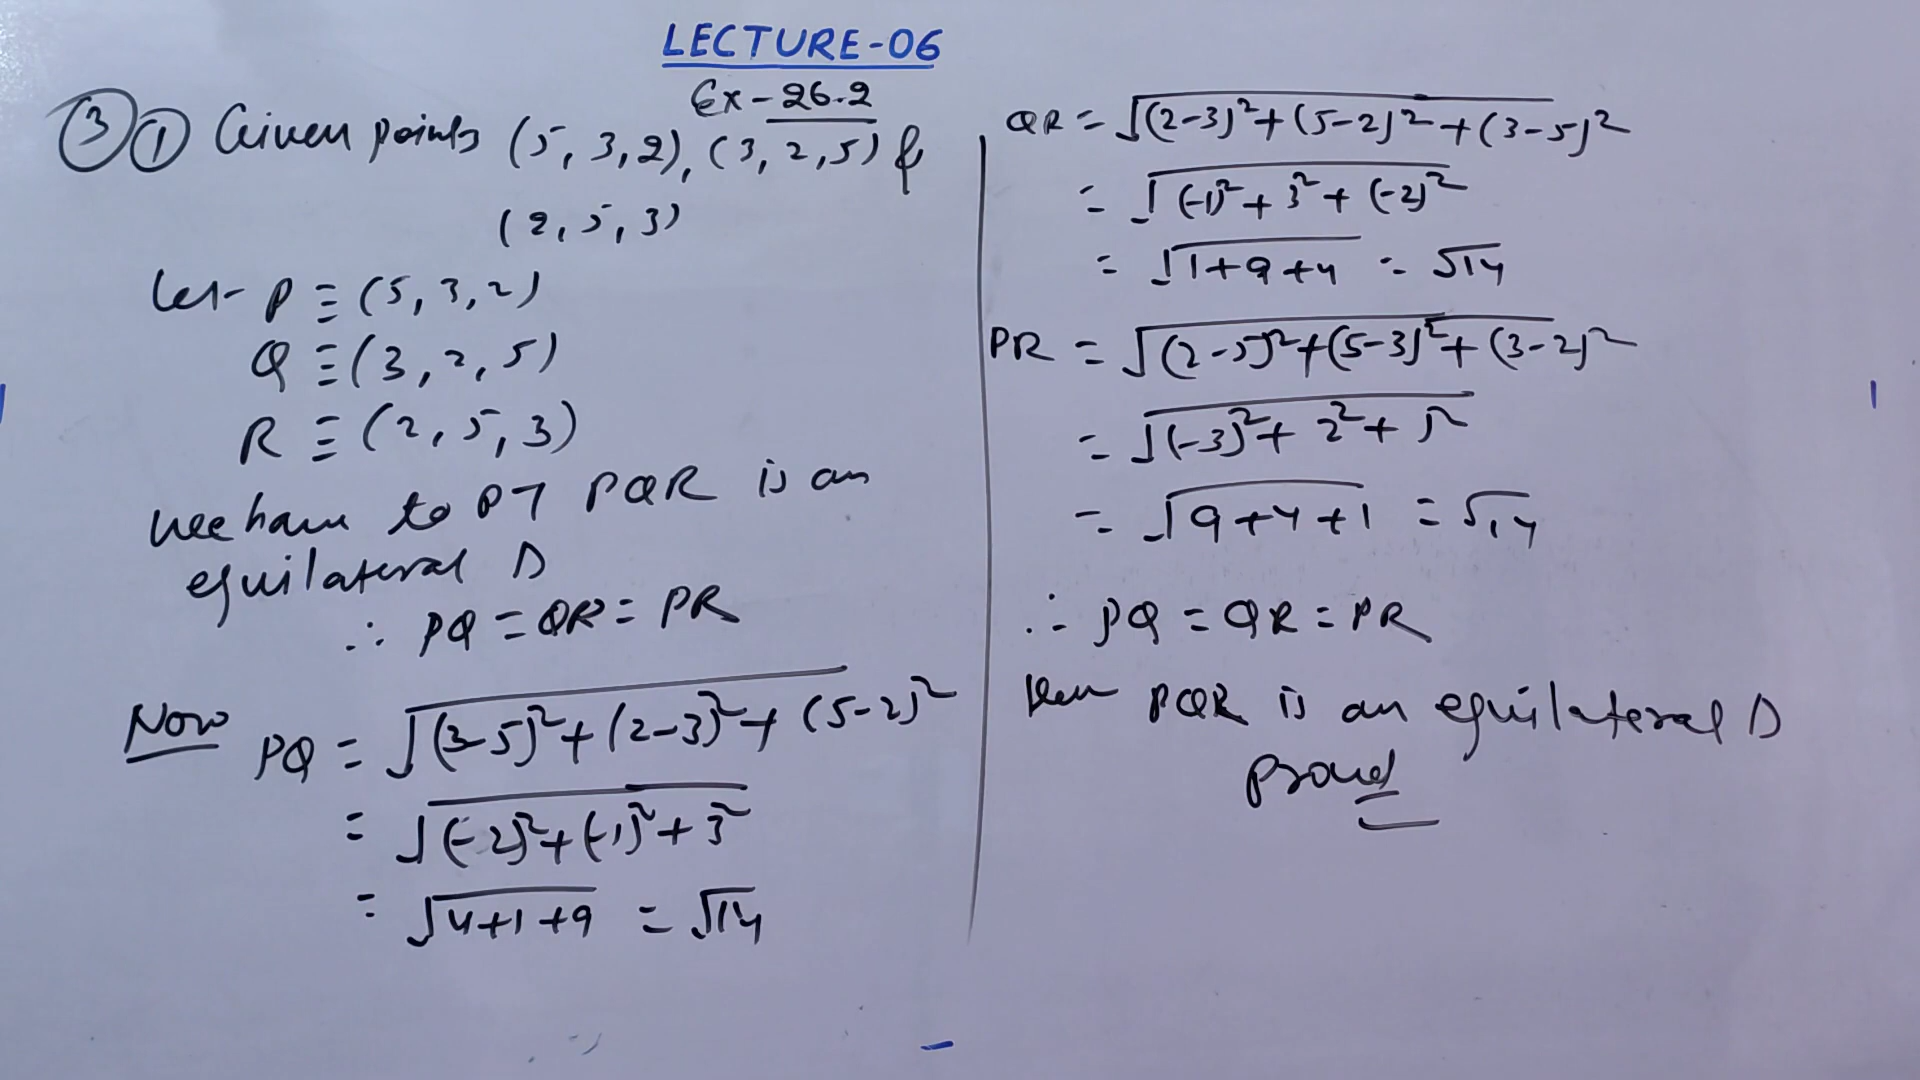 LECTURE-06
Ex-26.2
③ ① Given points (5, 3, 2), (3, 2, 5) &
(2, 5, 3)
Let P ≡ (5, 3, 2)
Q ≡ (3, 2, 5)
R ≡ (2, 5, 3)
We have to PT PQR is an
equilateral Δ
∴ PQ = QR = PR
Now PQ = √(3-5)²+(2-3)²+(5-2)²
= √(-2)²+(-1)²+3²
= √4+1+9 = √14
QR = √(2-3)²+(5-2)²+(3-5)²
= √(-1)²+3²+(-2)²
= √1+9+4 = √14
PR = √(2-5)²+(5-3)²+(3-2)²
= √(-3)²+2²+1²
= √9+4+1 = √14
∴ PQ = QR = PR
PQR is an equilateral Δ
Proved